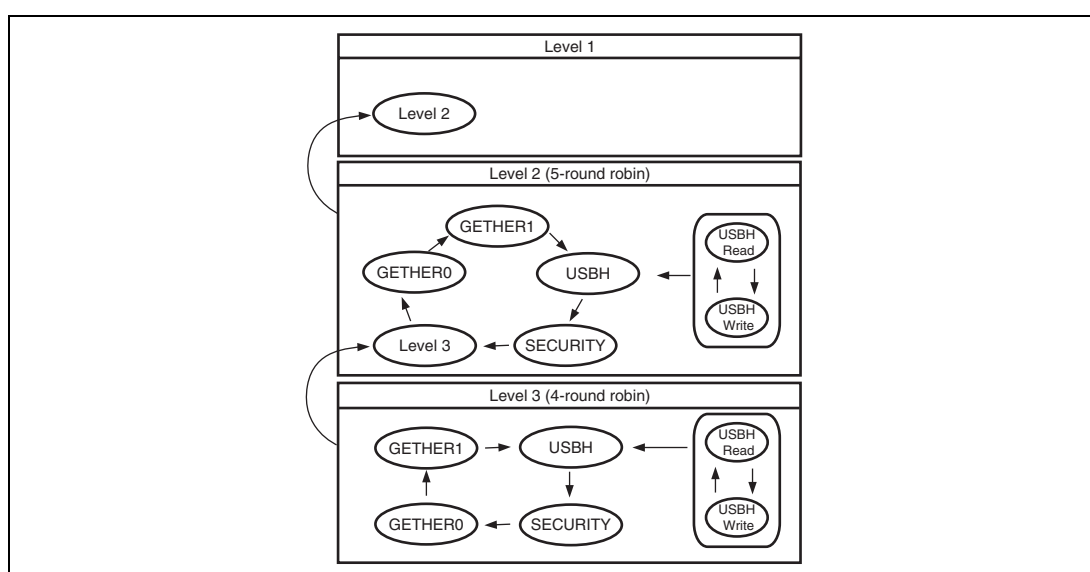 Level 1
Level 2
Level 2 (5-round robin)
GETHER1
USBH
Read
GETHER0
USBH
USBH
Write
Level 3
SECURITY
Level 3 (4-round robin)
GETHER1
USBH
USBH
Read
GETHER0
SECURITY
USBH
Write